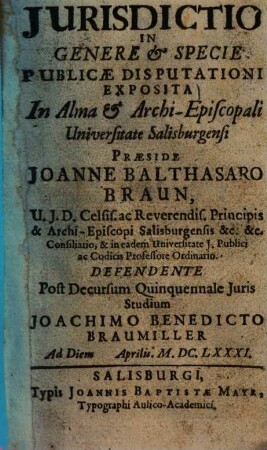 JURISDICTIO
IN
GENERE & SPECIE
PUBLICÆ DISPUTATIONI
EXPOSITA
In Alma & Archi-Episcopali
Universitate Salisburgensi
PRÆSIDE
JOANNE BALTHASARO
BRAUN,
U. J. D. Celsis. ac Reverendis. Principis
& Archi-Episcopi Salisburgensis &c. &c.
Consiliario, & in eadem Universitate J. Publici
ac Codicis Professore Ordinario.
DEFENDENTE
Post Decursum Quinquennale Juris
Studium
JOACHIMO BENEDICTO
BRAUMILLER
Ad Diem Aprilis. M. DC. LXXXI.
SALISBURGI,
Typis JOANNIS BAPTISTÆ MAYR,
Typographi Aulico-Academici.